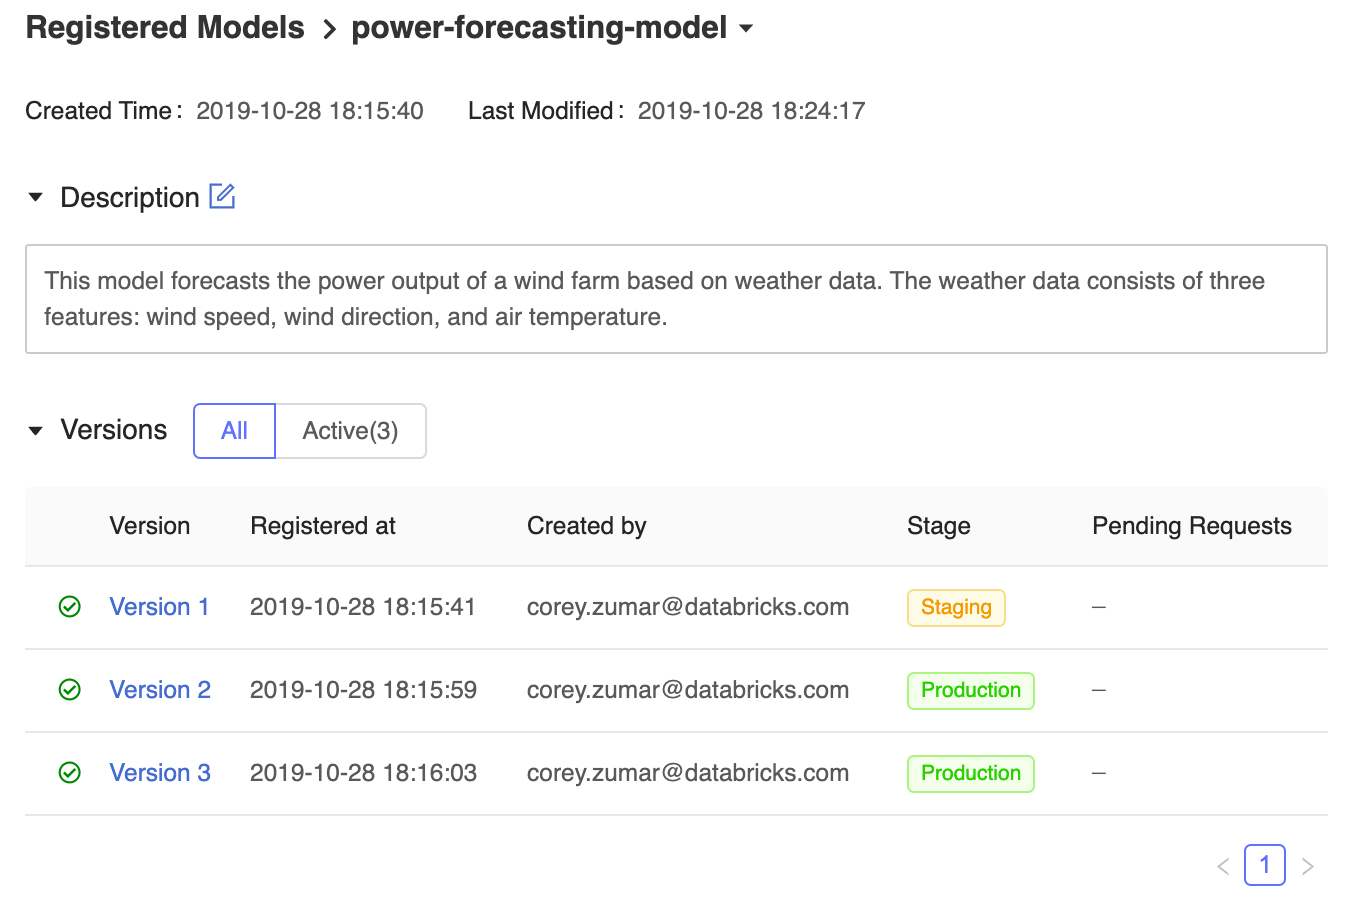 Registered Models > power-forecasting-model
Created Time: 2019-10-28 18:15:40 Last Modified: 2019-10-28 18:24:17
Description
This model forecasts the power output of a wind farm based on weather data. The weather data consists of three
features: wind speed, wind direction, and air temperature.
Versions All Active(3)
Version Registered at Created by Stage Pending Requests
Version 1 2019-10-28 18:15:41 corey.zumar@databricks.com Staging –
Version 2 2019-10-28 18:15:59 corey.zumar@databricks.com Production –
Version 3 2019-10-28 18:16:03 corey.zumar@databricks.com Production –
< 1 >